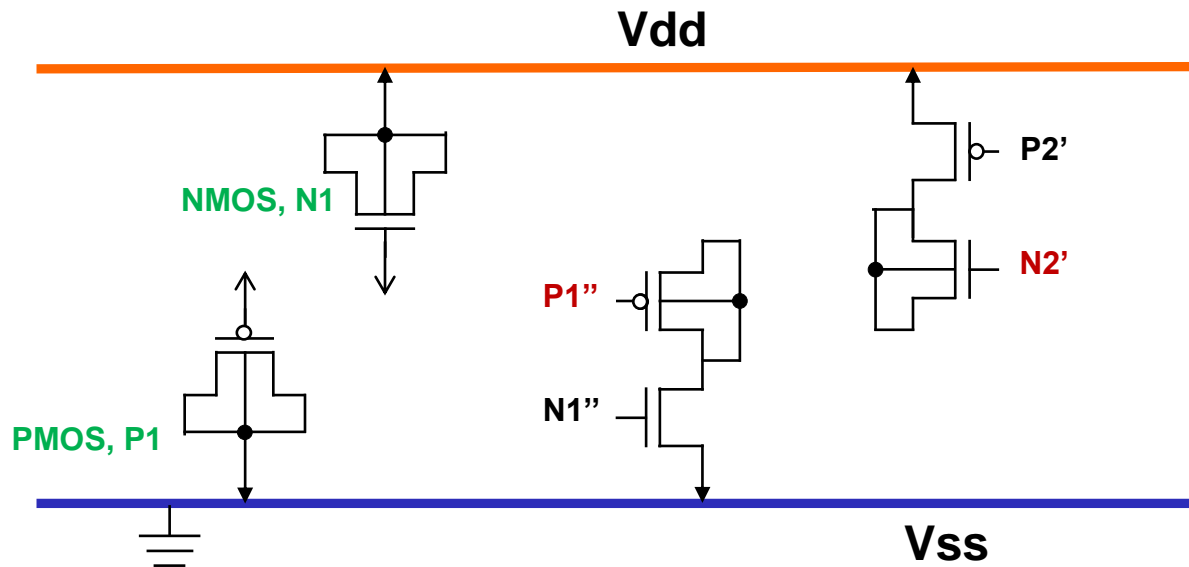 Vdd
P2’
NMOS, N1
N2’
P1’’
N1’’
PMOS, P1
Vss